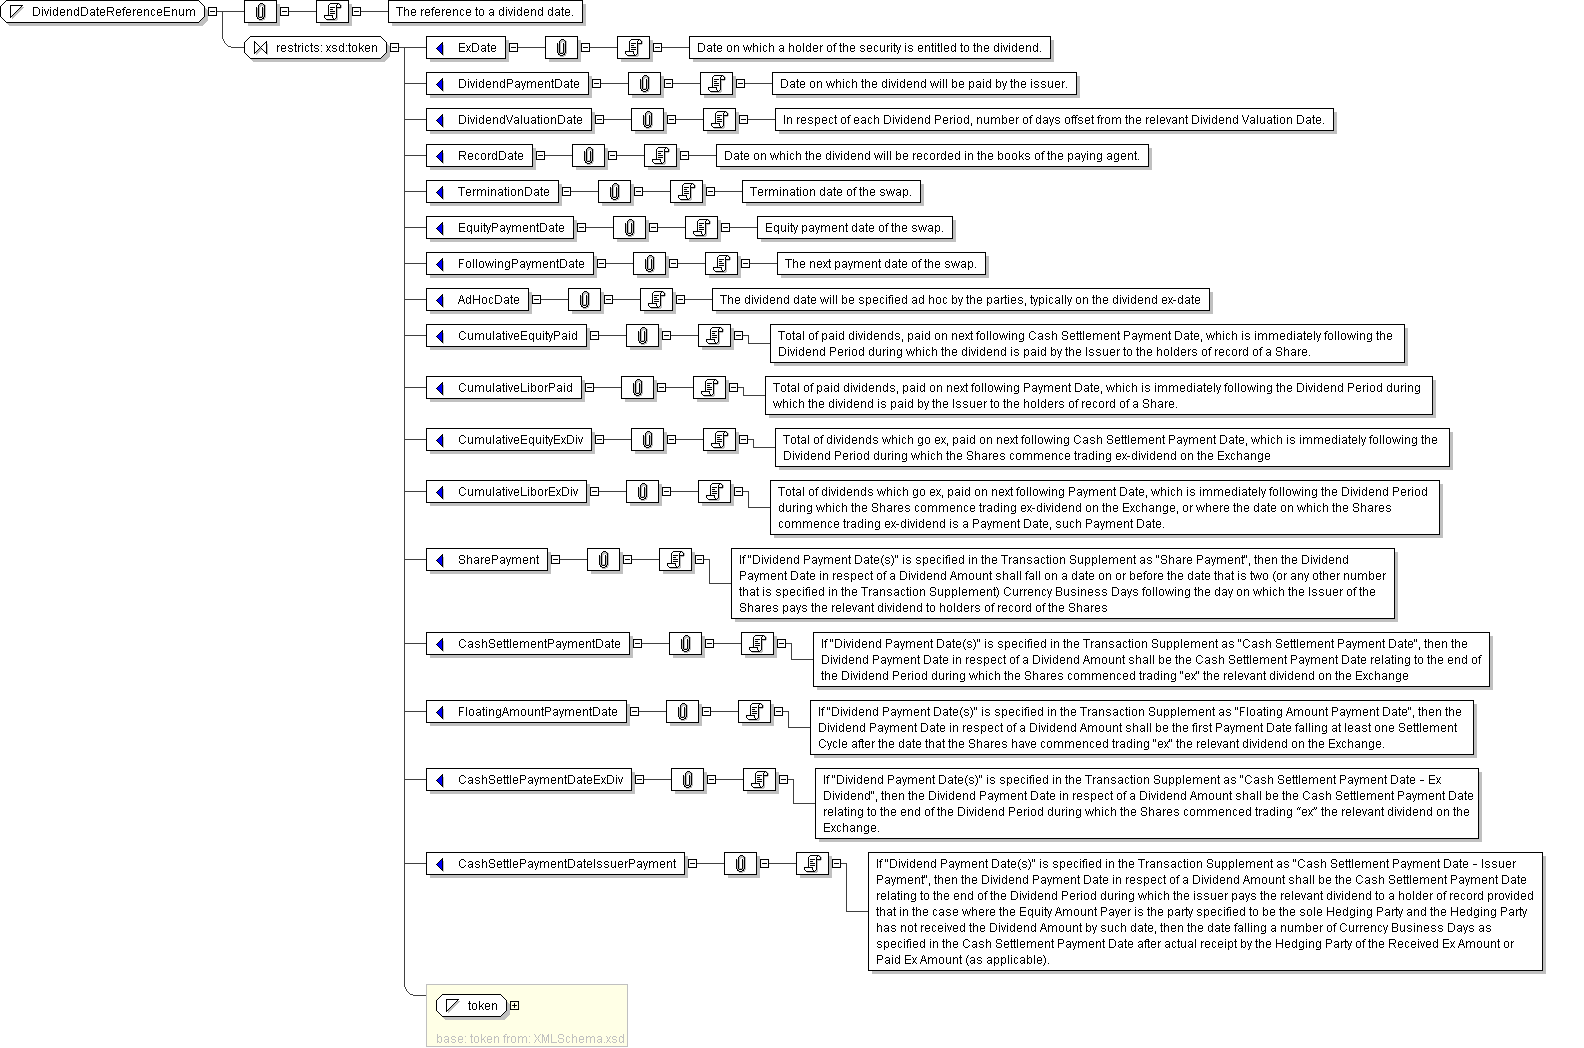 DividendDateReferenceEnum
The reference to a dividend date.
restricts: xsd:token
ExDate
Date on which a holder of the security is entitled to the dividend.
DividendPaymentDate
Date on which the dividend will be paid by the issuer.
DividendValuationDate
In respect of each Dividend Period, number of days offset from the relevant Dividend Valuation Date.
RecordDate
Date on which the dividend will be recorded in the books of the paying agent.
TerminationDate
Termination date of the swap.
EquityPaymentDate
Equity payment date of the swap.
FollowingPaymentDate
The next payment date of the swap.
AdHocDate
The dividend date will be specified ad hoc by the parties, typically on the dividend ex-date
CumulativeEquityPaid
Total of paid dividends, paid on next following Cash Settlement Payment Date, which is immediately following the
Dividend Period during which the dividend is paid by the Issuer to the holders of record of a Share.
CumulativeLiborPaid
Total of paid dividends, paid on next following Payment Date, which is immediately following the Dividend Period during
which the dividend is paid by the Issuer to the holders of record of a Share.
CumulativeEquityExDiv
Total of dividends which go ex, paid on next following Cash Settlement Payment Date, which is immediately following the
Dividend Period during which the Shares commence trading ex-dividend on the Exchange
CumulativeLiborExDiv
Total of dividends which go ex, paid on next following Payment Date, which is immediately following the Dividend Period
during which the Shares commence trading ex-dividend on the Exchange, or where the date on which the Shares
commence trading ex-dividend is a Payment Date, such Payment Date.
SharePayment
If "Dividend Payment Date(s)" is specified in the Transaction Supplement as "Share Payment", then the Dividend
Payment Date in respect of a Dividend Amount shall fall on a date on or before the date that is two (or any other number
that is specified in the Transaction Supplement) Currency Business Days following the day on which the Issuer of the
Shares pays the relevant dividend to holders of record of the Shares
CashSettlementPaymentDate
If "Dividend Payment Date(s)" is specified in the Transaction Supplement as "Cash Settlement Payment Date", then the
Dividend Payment Date in respect of a Dividend Amount shall be the Cash Settlement Payment Date relating to the end of
the Dividend Period during which the Shares commenced trading "ex" the relevant dividend on the Exchange
FloatingAmountPaymentDate
If "Dividend Payment Date(s)" is specified in the Transaction Supplement as "Floating Amount Payment Date", then the
Dividend Payment Date in respect of a Dividend Amount shall be the first Payment Date falling at least one Settlement
Cycle after the date that the Shares have commenced trading "ex" the relevant dividend on the Exchange.
CashSettlePaymentDateExDiv
If "Dividend Payment Date(s)" is specified in the Transaction Supplement as "Cash Settlement Payment Date – Ex
Dividend", then the Dividend Payment Date in respect of a Dividend Amount shall be the Cash Settlement Payment Date
relating to the end of the Dividend Period during which the Shares commenced trading "ex" the relevant dividend on the
Exchange.
CashSettlePaymentDateIssuerPayment
If "Dividend Payment Date(s)" is specified in the Transaction Supplement as "Cash Settlement Payment Date – Issuer
Payment", then the Dividend Payment Date in respect of a Dividend Amount shall be the Cash Settlement Payment Date
relating to the end of the Dividend Period during which the issuer pays the relevant dividend to a holder of record provided
that in the case where the Equity Amount Payer is the party specified to be the sole Hedging Party and the Hedging Party
has not received the Dividend Amount by such date, then the date falling a number of Currency Business Days as
specified in the Cash Settlement Payment Date after actual receipt by the Hedging Party of the Received Ex Amount or
Paid Ex Amount (as applicable).
token
base: token from: XMLSchema.xsd